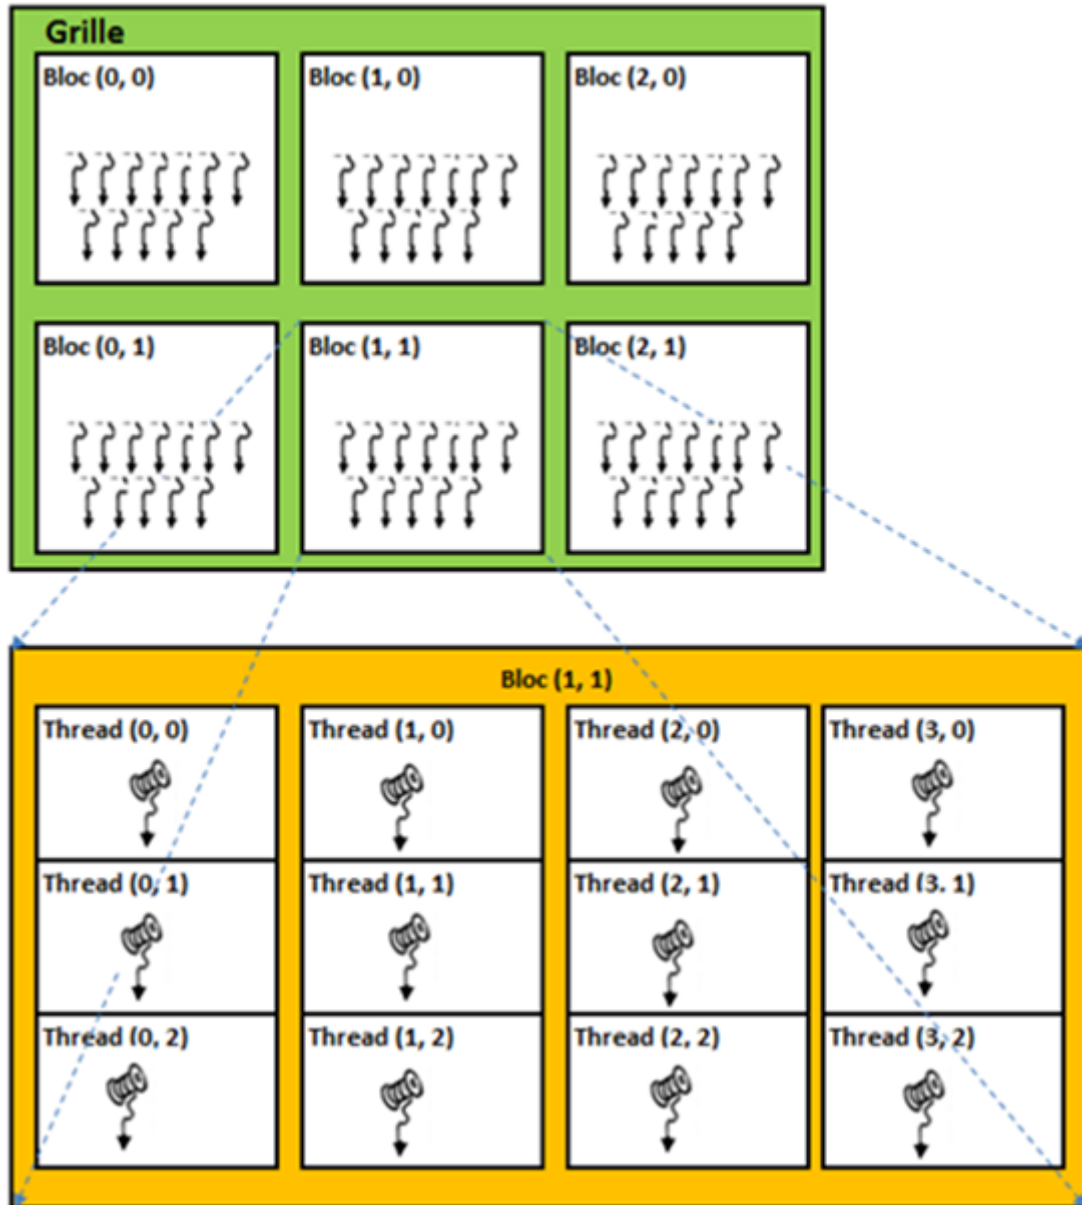 Grille
Bloc (0, 0)
Bloc (1, 0)
Bloc (2, 0)
Bloc (0, 1)
Bloc (1, 1)
Bloc (2, 1)
Bloc (1, 1)
Thread (0, 0)
Thread (1, 0)
Thread (2, 0)
Thread (3, 0)
Thread (0, 1)
Thread (1, 1)
Thread (2, 1)
Thread (3, 1)
Thread (0, 2)
Thread (1, 2)
Thread (2, 2)
Thread (3, 2)